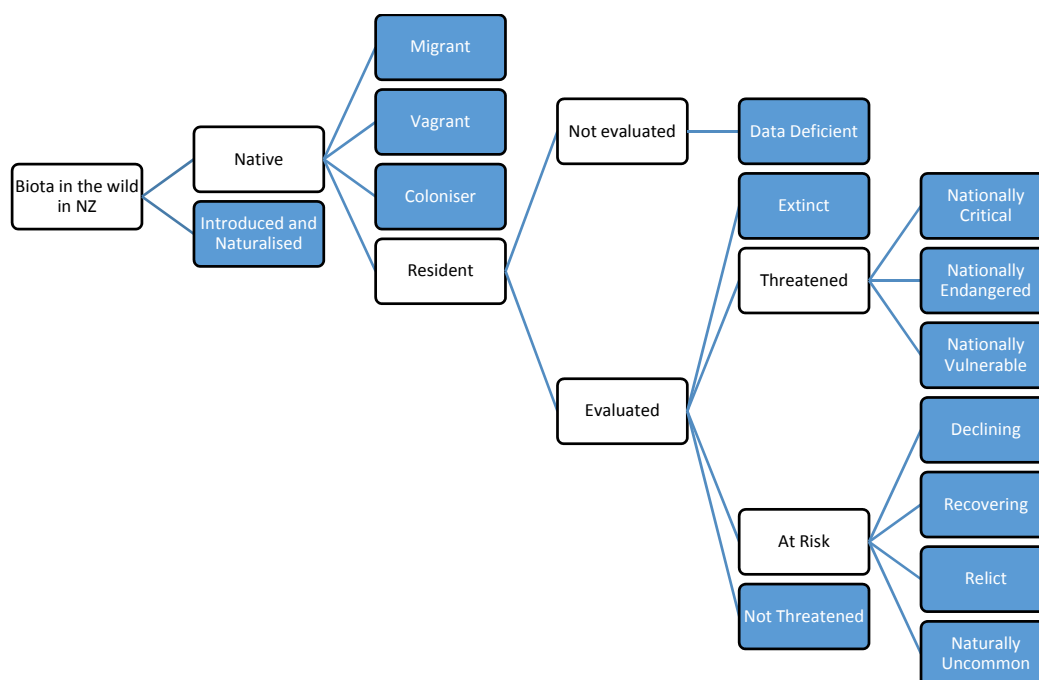 Biota in the wild
in NZ
Native
Introduced and
Naturalised
Migrant
Vagrant
Coloniser
Resident
Not evaluated
Evaluated
Data Deficient
Extinct
Threatened
At Risk
Not Threatened
Nationally
Critical
Nationally
Endangered
Nationally
Vulnerable
Declining
Recovering
Relict
Naturally
Uncommon